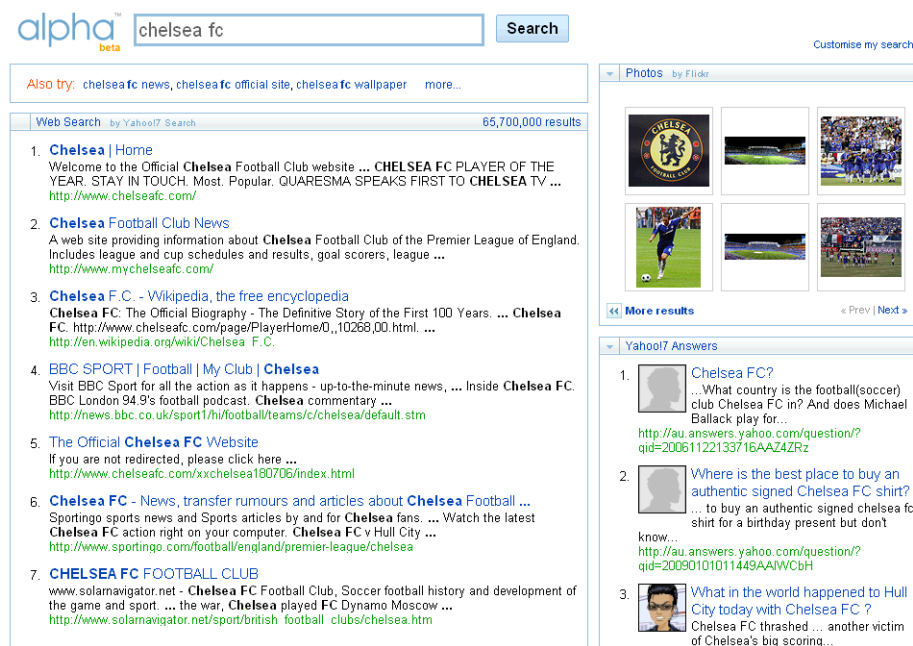 alpha™
beta
chelsea fc
Search
Customise my search
Also try: chelsea fc news, chelsea fc official site, chelsea fc wallpaper more...
Web Search by Yahoo!7 Search 65,700,000 results
1. Chelsea | Home
Welcome to the Official Chelsea Football Club website ... CHELSEA FC PLAYER OF THE
YEAR. STAY IN TOUCH. Most. Popular. QUARESMA SPEAKS FIRST TO CHELSEA TV ...
http://www.chelseafc.com/
2. Chelsea Football Club News
A web site providing information about Chelsea Football Club of the Premier League of England.
Includes league and cup schedules and results, goal scorers, league ...
http://www.mychelseafc.com/
3. Chelsea F.C. - Wikipedia, the free encyclopedia
Chelsea FC: The Official Biography - The Definitive Story of the First 100 Years. ... Chelsea
FC. http://www.chelseafc.com/page/PlayerHome/0,,10268,00.html. ...
http://en.wikipedia.org/wiki/Chelsea_F.C.
4. BBC SPORT | Football | My Club | Chelsea
Visit BBC Sport for all the action as it happens - up-to-the-minute news, ... Inside Chelsea FC.
BBC London 94.9's football podcast. Chelsea commentary ...
http://news.bbc.co.uk/sport1/hi/football/teams/c/chelsea/default.stm
5. The Official Chelsea FC Website
If you are not redirected, please click here ...
http://www.chelseafc.com/xxchelsea180706/index.html
6. Chelsea FC - News, transfer rumours and articles about Chelsea Football ...
Sportingo sports news and Sports articles by and for Chelsea fans. ... Watch the latest
Chelsea FC action right on your computer. Chelsea FC v Hull City ...
http://www.sportingo.com/football/england/premier-league/chelsea
7. CHELSEA FC FOOTBALL CLUB
www.solarnavigator.net - Chelsea FC Football Club, Soccer football history and development of
the game and sport. ... the war, Chelsea played FC Dynamo Moscow ...
http://www.solarnavigator.net/sport/british_football_clubs/chelsea.htm
Photos by Flickr
CHELSEA
FOOTBALL CLUB
More results « Prev | Next »
Yahoo!7 Answers
1. Chelsea FC?
...What country is the football(soccer)
club Chelsea FC in? And does Michael
Ballack play for...
http://au.answers.yahoo.com/question/?
qid=20061122133716AAZ4ZRz
2. Where is the best place to buy an
authentic signed Chelsea FC shirt?
... to buy an authentic signed chelsea fc
shirt for a birthday present but don't
know...
http://au.answers.yahoo.com/question/?
qid=20090101011449AAIWCbH
3. What in the world happened to Hull
City today with Chelsea FC ?
Chelsea FC thrashed ... another victim
of Chelsea's big scoring...